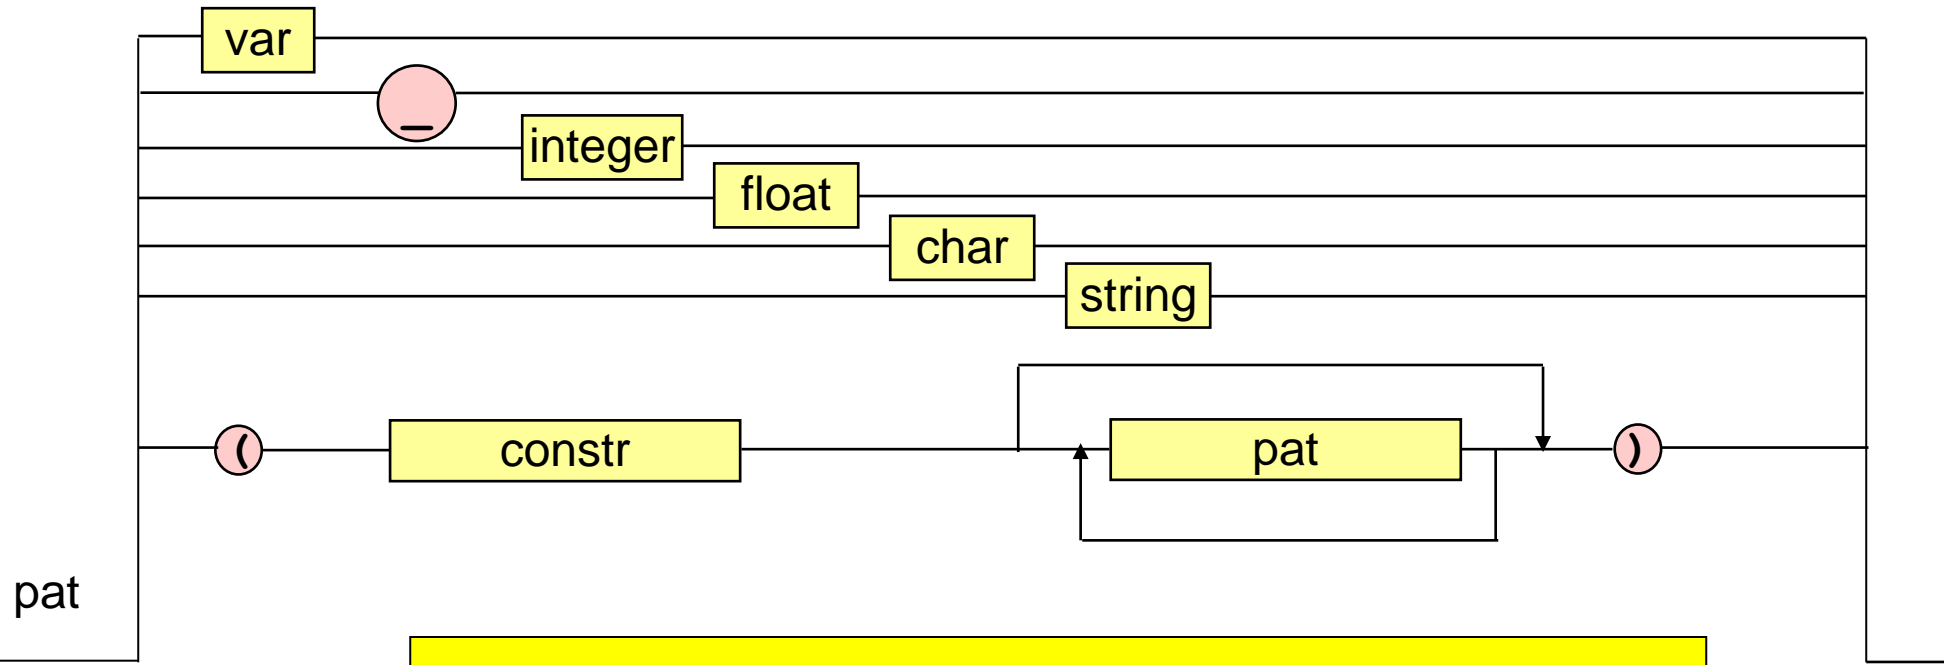 var
_
integer
float
char
string
( constr pat )
pat